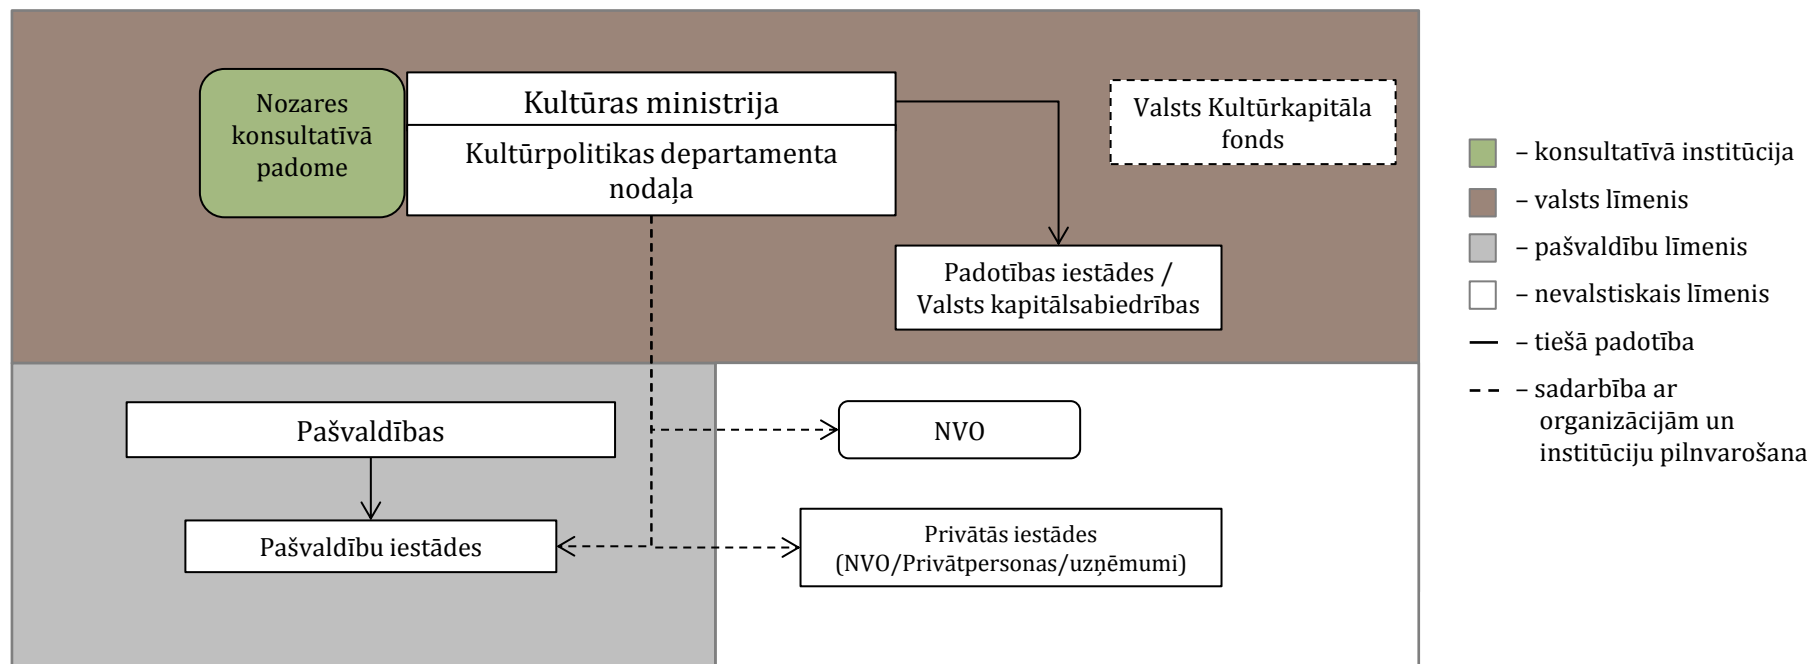 Nozares
konsultatīvā
padome
Kultūras ministrija
Kultūrpolitikas departamenta
nodaļa
Valsts Kultūrkapitāla
fonds
Padotības iestādes /
Valsts kapitālsabiedrības
Pašvaldības
Pašvaldību iestādes
NVO
Privātās iestādes
(NVO/Privātpersonas/uzņēmumi)
– konsultatīvā institūcija
– valsts līmenis
– pašvaldību līmenis
– nevalstiskais līmenis
– tiešā padotība
– sadarbība ar
organizācijām un
institūciju pilnvarošana